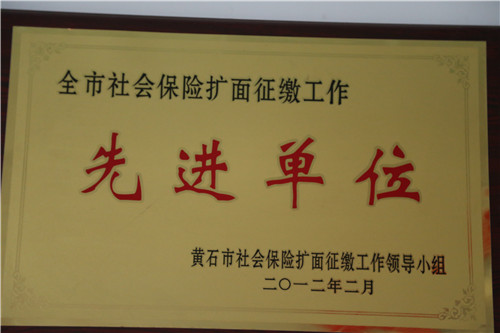 全市社会保险扩面征缴工作
先进单位
黄石市社会保险扩面征缴工作领导小组
二〇一二年二月